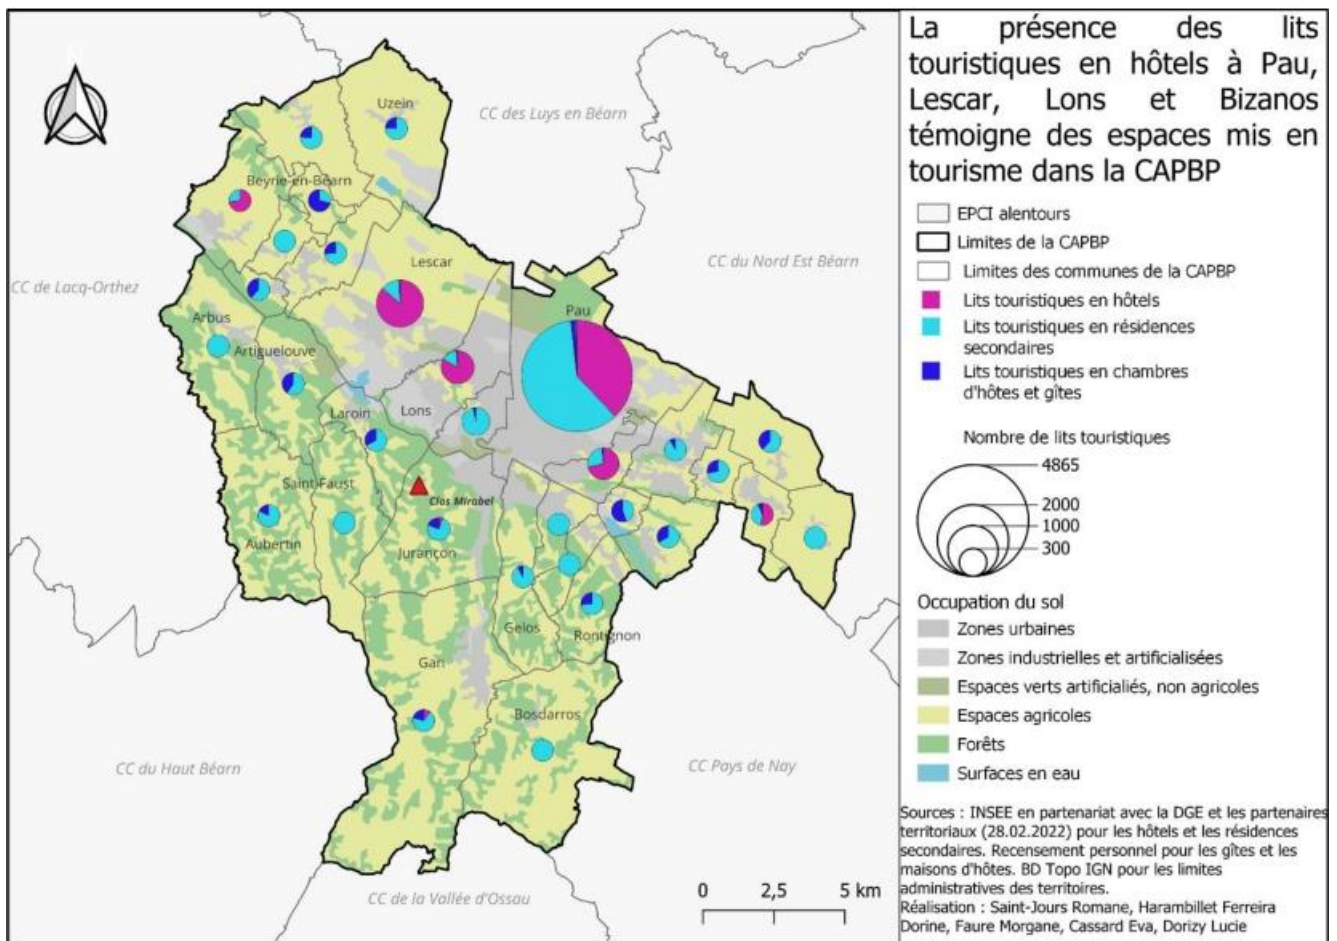 La présence des lits
touristiques en hôtels à Pau,
Lescar, Lons et Bizanos
témoigne des espaces mis en
tourisme dans la CAPBP
EPCI alentours
Limites de la CAPBP
Limites des communes de la CAPBP
Lits touristiques en hôtels
Lits touristiques en résidences
secondaires
Lits touristiques en chambres
d'hôtes et gîtes
Nombre de lits touristiques
4865
2000
1000
300
Occupation du sol
Zones urbaines
Zones industrielles et artificialisées
Espaces verts artificialiés, non agricoles
Espaces agricoles
Forêts
Surfaces en eau
Sources : INSEE en partenariat avec la DGE et les partenaires
territoriaux (28.02.2022) pour les hôtels et les résidences
secondaires. Recensement personnel pour les gîtes et les
maisons d'hôtes. BD Topo IGN pour les limites
administratives des territoires.
Réalisation : Saint-Jours Romane, Harambillet Ferreira
Dorine, Faure Morgane, Cassard Eva, Dorizy Lucie
Uzein
CC des Luys en Béarn
Beyrie-en-Béarn
Lescar
CC du Nord Est Béarn
CC de Lacq-Orthez
Pau
Arbus
Artiguelouve
Laroin
Lons
Saint-Faust
Clos Mirabel
Aubertin
Jurançon
Gelos
Rontignon
Gan
Bosdarros
CC du Haut Béarn
CC Pays de Nay
CC de la Vallée d'Ossau
0 2,5 5 km